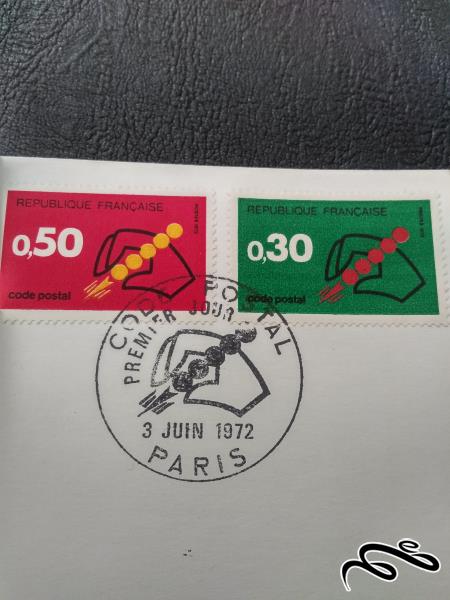 REPUBLIQUE FRANÇAISE
0,50
code postal
REPUBLIQUE FRANÇAISE
0,30
code postal
CODE POSTAL
PREMIER JOUR
3 JUIN 1972
PARIS